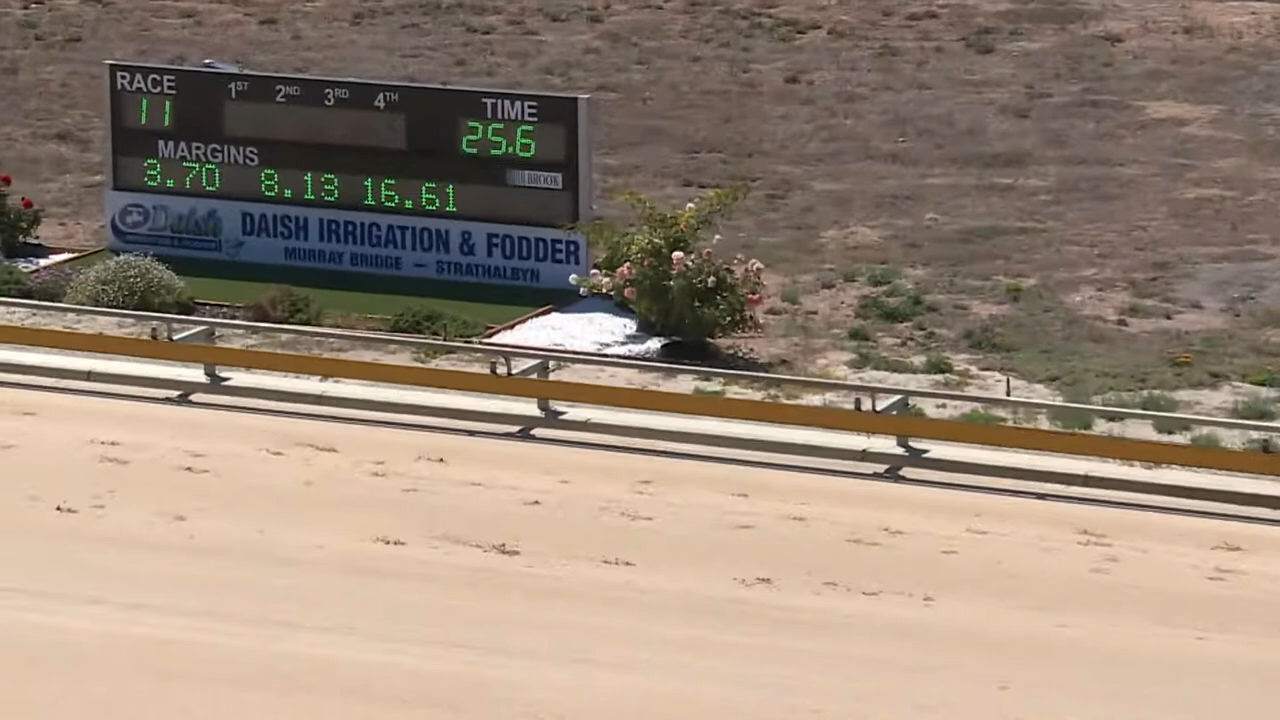 RACE 1ST 2ND 3RD 4TH TIME
11 25.6
MARGINS
3.70 8.13 16.61
BROOK
Daish
DAISH IRRIGATION & FODDER
MURRAY BRIDGE – STRATHALBYN